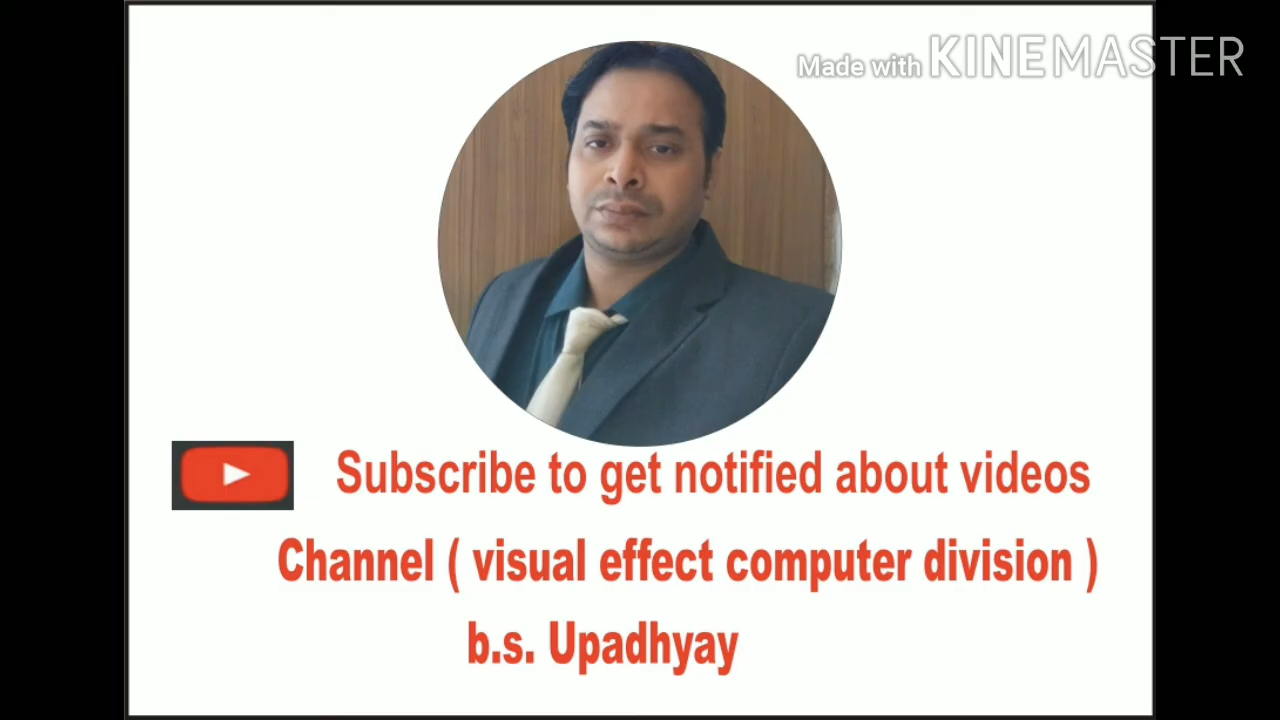 Made with KINEMASTER
Subscribe to get notified about videos
Channel ( visual effect computer division )
b.s. Upadhyay